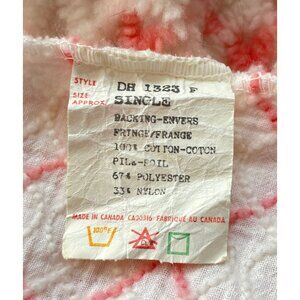 STYLE DH 1323 F
SIZE APPROX. SINGLE
BACKING-ENVERS
FRINGE/FRANGE
100% COTTON-COTON
PILE-POIL
67% POLYESTER
33% NYLON
MADE IN CANADA CA00316 FABRIQUÉ AU CANADA
100°F